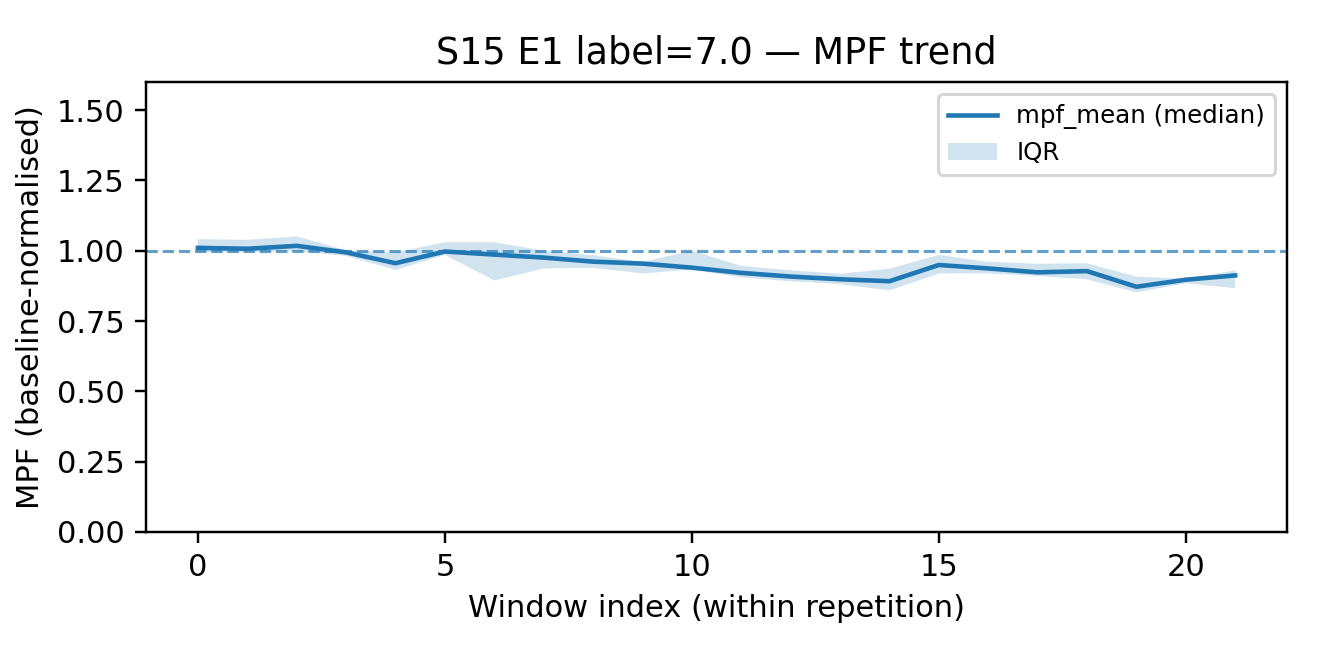 S15 E1 label=7.0 — MPF trend
mpf_mean (median)
IQR
MPF (baseline-normalised)
1.50
1.25
1.00
0.75
0.50
0.25
0.00
0 5 10 15 20
Window index (within repetition)